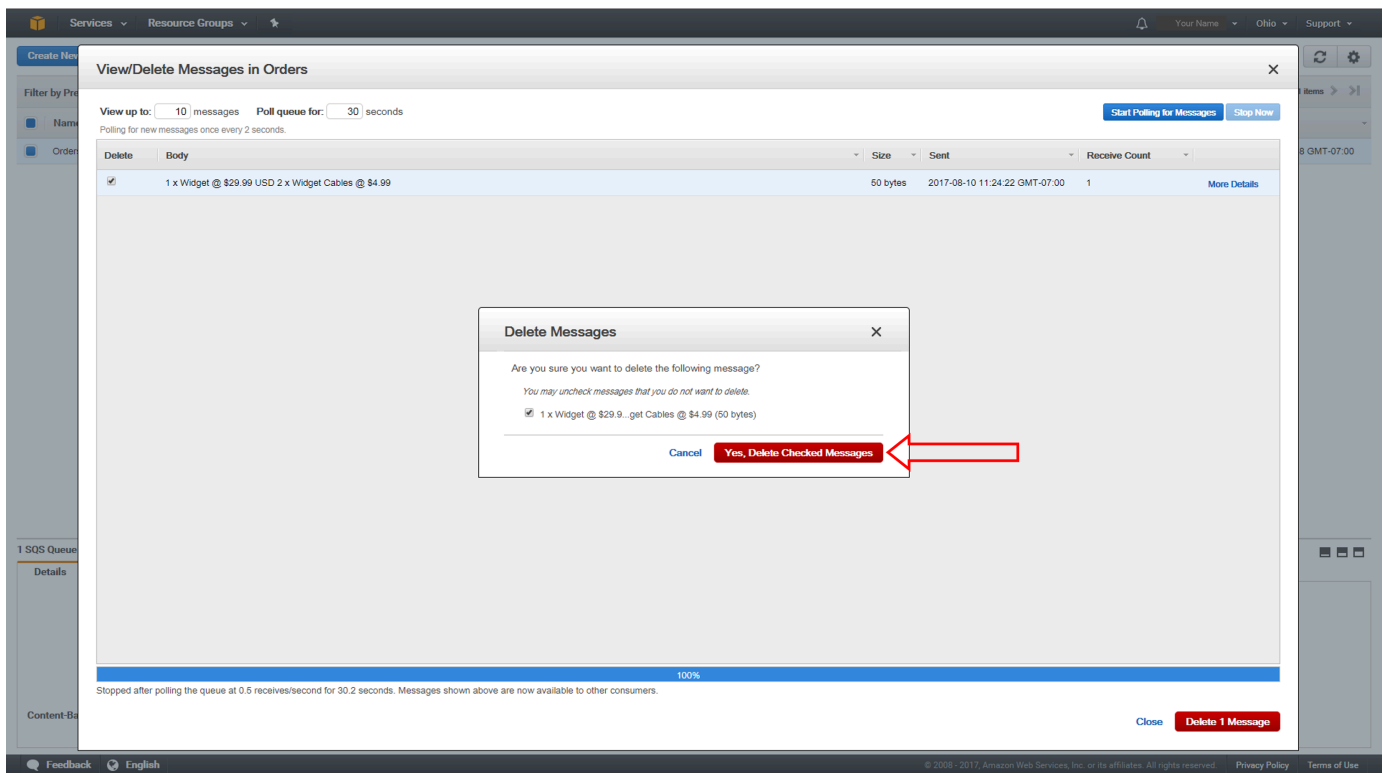 Services Resource Groups Your Name Ohio Support
Create New
View/Delete Messages in Orders
Filter by Pre
items
View up to: 10 messages Poll queue for: 30 seconds
Start Polling for Messages Stop Now
Polling for new messages once every 2 seconds.
Name
Delete Body Size Sent Receive Count
Order
8 GMT-07:00
1 x Widget @ $29.99 USD 2 x Widget Cables @ $4.99 50 bytes 2017-08-10 11:24:22 GMT-07:00 1 More Details
Delete Messages
Are you sure you want to delete the following message?
You may uncheck messages that you do not want to delete.
1 x Widget @ $29.9...get Cables @ $4.99 (50 bytes)
Cancel Yes, Delete Checked Messages
1 SQS Queue
Details
100%
Stopped after polling the queue at 0.5 receives/second for 30.2 seconds. Messages shown above are now available to other consumers.
Content-Ba
Close Delete 1 Message
Feedback English © 2008 - 2017, Amazon Web Services, Inc. or its affiliates. All rights reserved. Privacy Policy Terms of Use